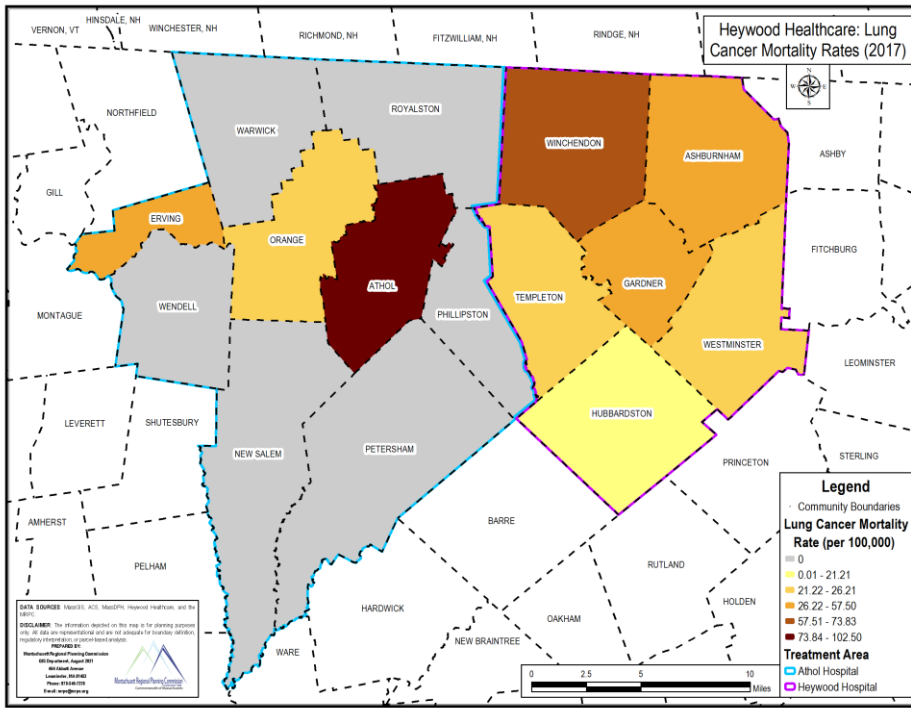 Heywood Healthcare: Lung
Cancer Mortality Rates (2017)
VERNON, VT
HINSDALE, NH
WINCHESTER, NH
RICHMOND, NH
FITZWILLIAM, NH
RINDGE, NH
N
W
E
S
NORTHFIELD
ROYALSTON
WARWICK
WINCHENDON
ASHBURNHAM
ASHBY
GILL
ERVING
ORANGE
FITCHBURG
ATHOL
GARDNER
TEMPLETON
WENDELL
PHILLIPSTON
MONTAGUE
WESTMINSTER
LEOMINSTER
HUBBARDSTON
LEVERETT
SHUTESBURY
NEW SALEM
PETERSHAM
STERLING
PRINCETON
AMHERST
BARRE
PELHAM
RUTLAND
HARDWICK
HOLDEN
OAKHAM
NEW BRAINTREE
WARE
Legend
Community Boundaries
Lung Cancer Mortality
Rate (per 100,000)
0
0.01 - 21.21
21.22 - 26.21
26.22 - 57.50
57.51 - 73.83
73.84 - 102.50
Treatment Area
Athol Hospital
Heywood Hospital
0 2.5 5 10
Miles
DATA SOURCES: MassGIS, ACS, MassDPH, Heywood Healthcare, and the
MRPC.
DISCLAIMER: The information depicted on this map is for planning purposes
only. All data are representational and are not adequate for boundary definition,
regulatory interpretation, or parcel-based analysis.
PREPARED BY:
Montachusett Regional Planning Commission
GIS Department, August 2021
Leominster, MA 01453
Montachusett Regional Planning Commission